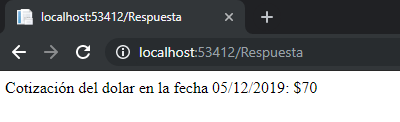 localhost:53412/Respuesta
localhost:53412/Respuesta
Cotización del dolar en la fecha 05/12/2019: $70